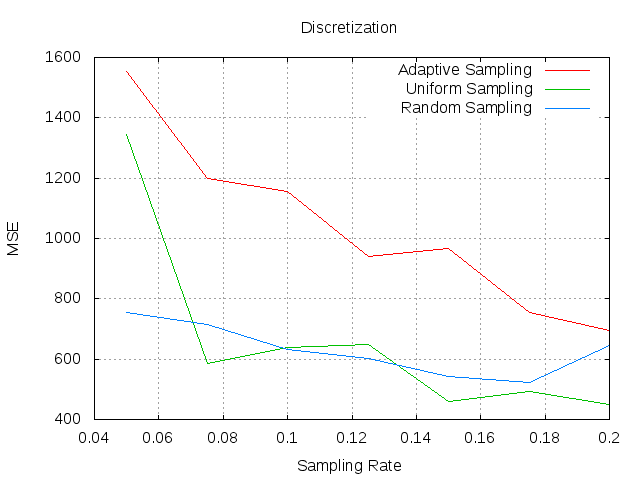 Discretization
1600
1400
1200
1000
800
600
400
MSE
Adaptive Sampling
Uniform Sampling
Random Sampling
0.04 0.06 0.08 0.1 0.12 0.14 0.16 0.18 0.2
Sampling Rate